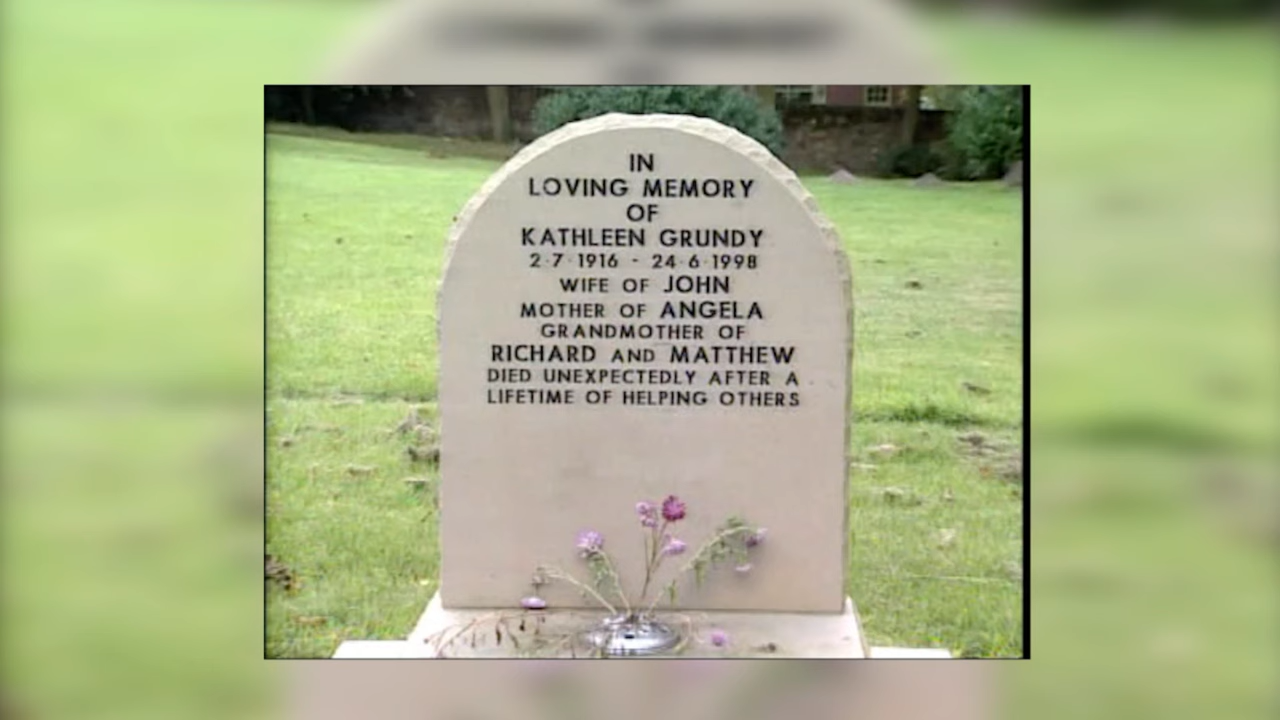 IN
LOVING MEMORY
OF
KATHLEEN GRUNDY
2·7·1916 - 24·6·1998
WIFE OF JOHN
MOTHER OF ANGELA
GRANDMOTHER OF
RICHARD AND MATTHEW
DIED UNEXPECTEDLY AFTER A
LIFETIME OF HELPING OTHERS